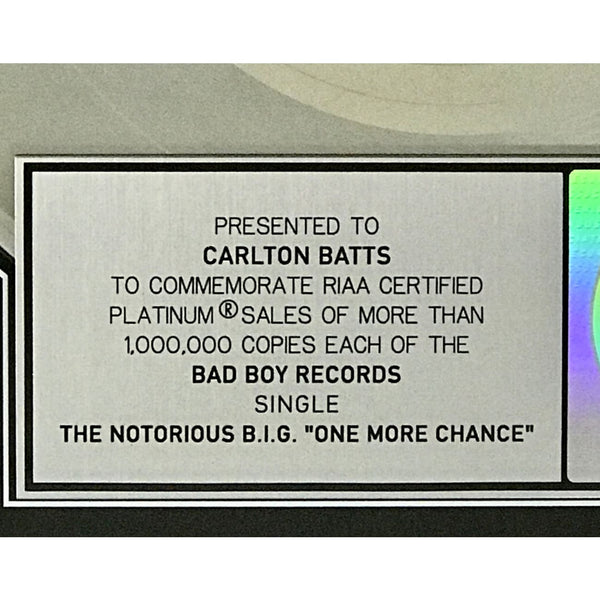 PRESENTED TO
CARLTON BATTS
TO COMMEMORATE RIAA CERTIFIED
PLATINUM® SALES OF MORE THAN
1,000,000 COPIES EACH OF THE
BAD BOY RECORDS
SINGLE
THE NOTORIOUS B.I.G. "ONE MORE CHANCE"